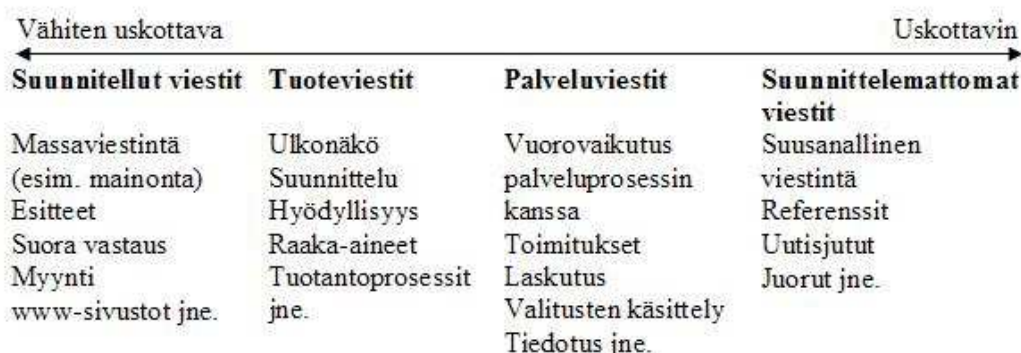 Vähiten uskottava
Uskottavin
Suunnitellut viestit
Massaviestintä
(esim. mainonta)
Esitteet
Suora vastaus
Myynti
www-sivustot jne.
Tuoteviestit
Ulkonäkö
Suunnittelu
Hyödyllisyys
Raaka-aineet
Tuotantoprosessit
jne.
Palveluviestit
Vuorovaikutus
palveluprosessin
kanssa
Toimitukset
Laskutus
Valitusten käsittely
Tiedotus jne.
Suunnittelemattomat
viestit
Suusanallinen
viestintä
Referenssit
Uutisjutut
Juorut jne.